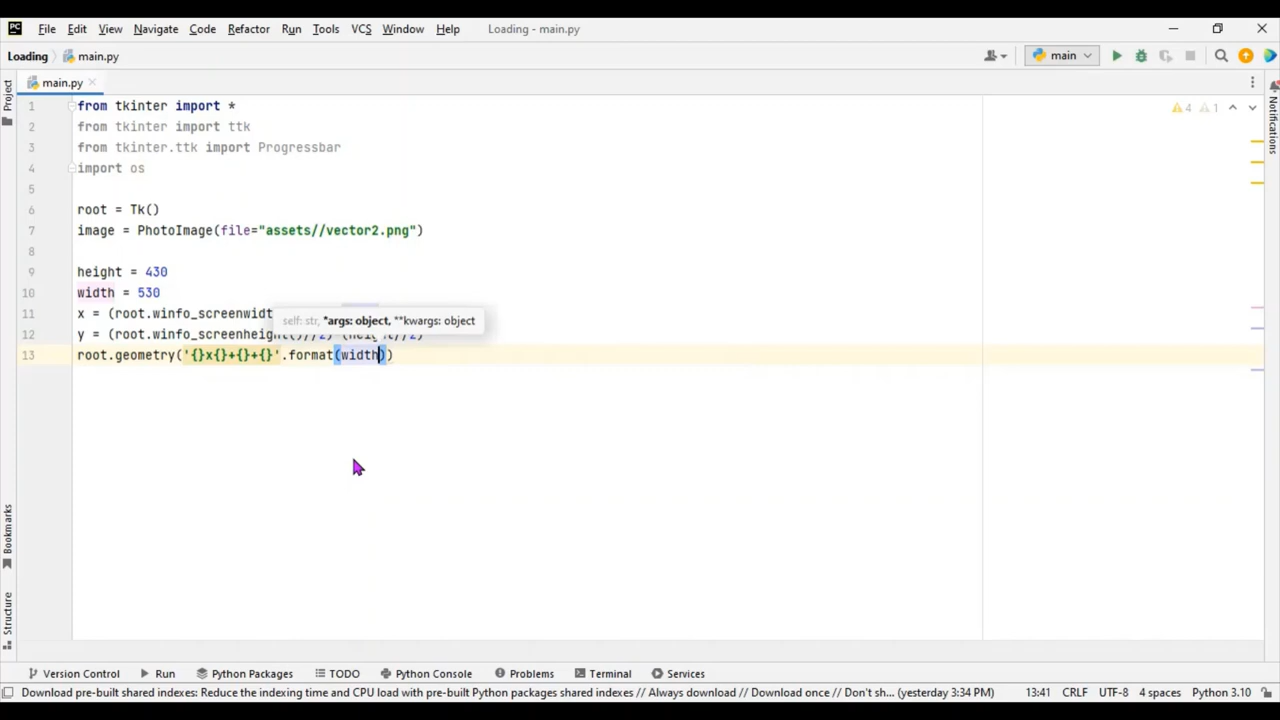 PC File Edit View Navigate Code Refactor Run Tools VCS Window Help Loading - main.py
Loading main.py main
main.py
Project
Notifications
4 1
1 from tkinter import *
2 from tkinter import ttk
3 from tkinter.ttk import Progressbar
4 import os
5
6 root = Tk()
7 image = PhotoImage(file="assets//vector2.png")
8
9 height = 430
10 width = 530
11 x = (root.winfo_screenwidt
self: str, *args: object, **kwargs: object
12 y = (root.winfo_screenheight()//2)-(height//2)
13 root.geometry('{}x{}+{}+{}'.format(width))
Bookmarks
Structure
Version Control Run Python Packages TODO Python Console Problems Terminal Services
Download pre-built shared indexes: Reduce the indexing time and CPU load with pre-built Python packages shared indexes // Always download // Download once // Don't sh... (yesterday 3:34 PM) 13:41 CRLF UTF-8 4 spaces Python 3.10